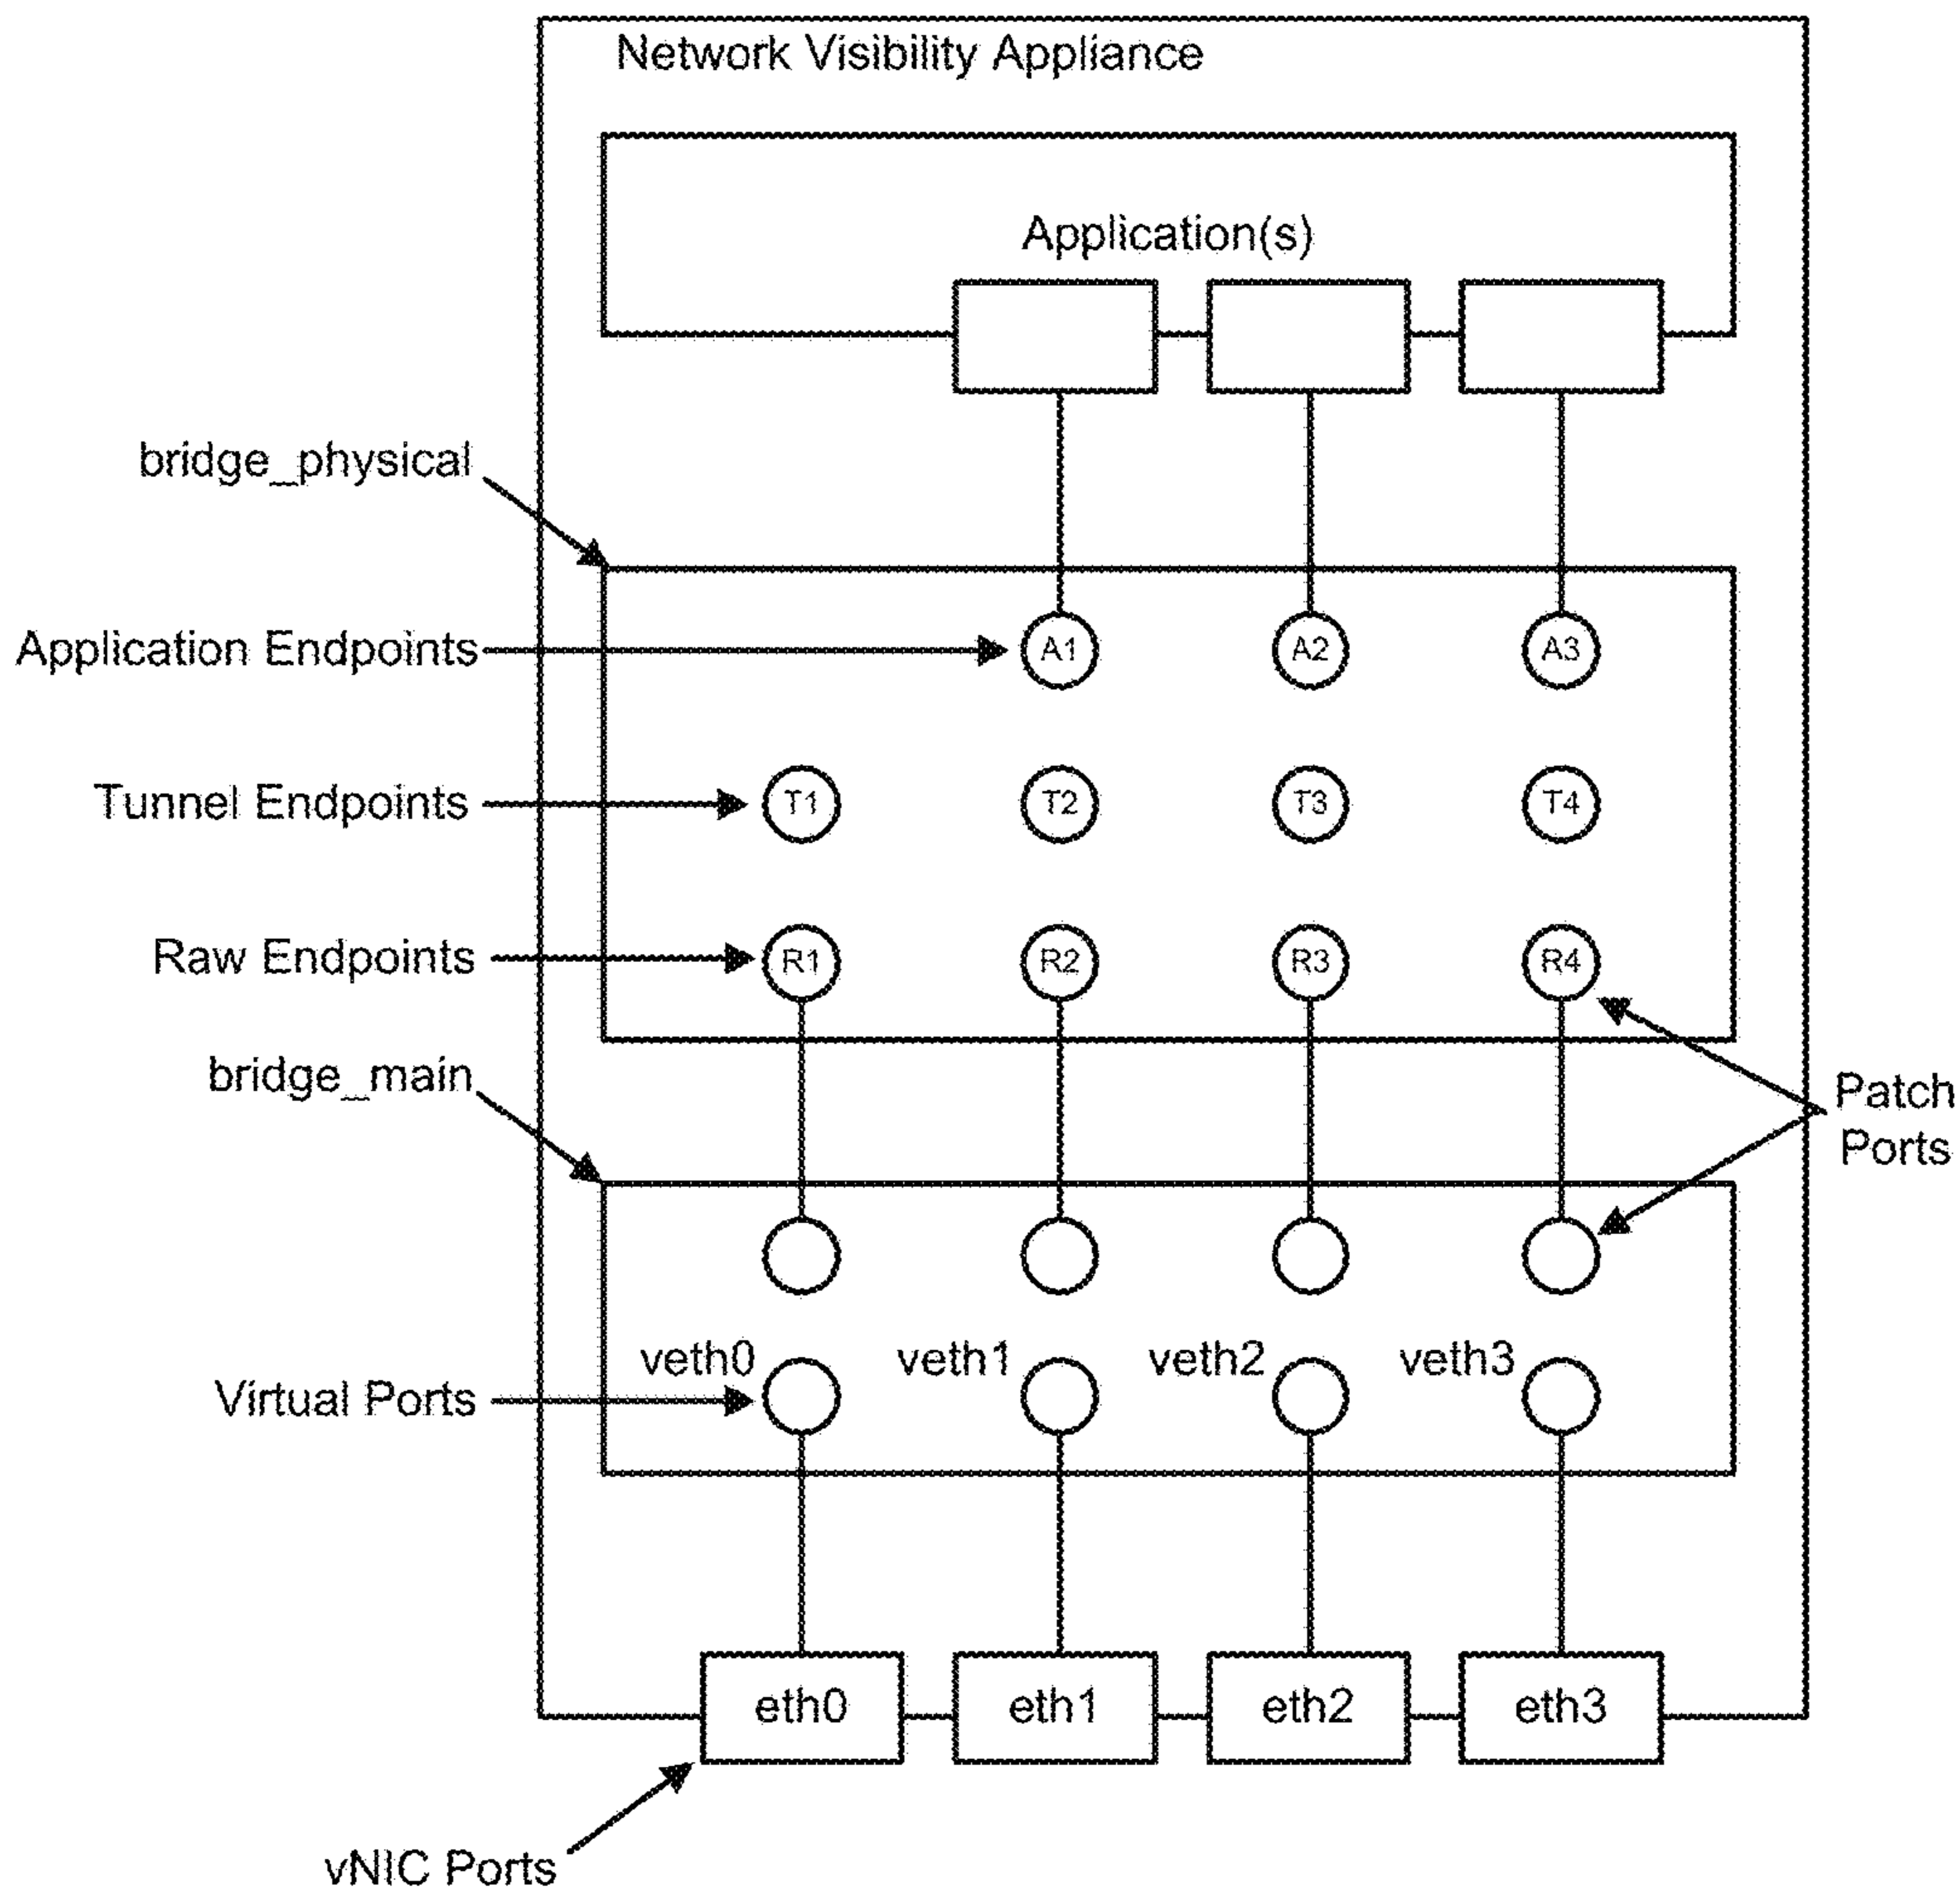 Network Visibility Appliance
Application(s)
bridge_physical
Application Endpoints
A1 A2 A3
Tunnel Endpoints
T1 T2 T3 T4
Raw Endpoints
R1 R2 R3 R4
bridge_main
Patch
Ports
veth0 veth1 veth2 veth3
Virtual Ports
eth0 eth1 eth2 eth3
vNIC Ports